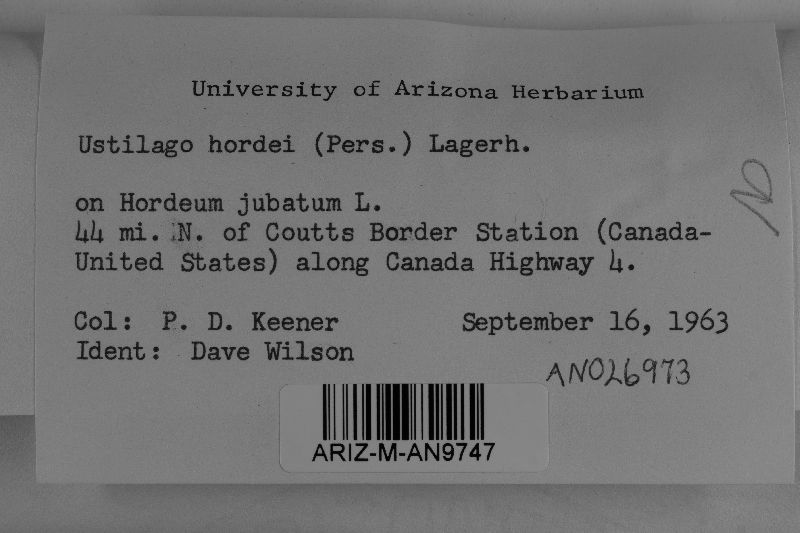 University of Arizona Herbarium
Ustilago hordei (Pers.) Lagerh.
on Hordeum jubatum L.
44 mi. N. of Coutts Border Station (Canada-
United States) along Canada Highway 4.
Col: P. D. Keener September 16, 1963
Ident: Dave Wilson
AN026973
ARIZ-M-AN9747